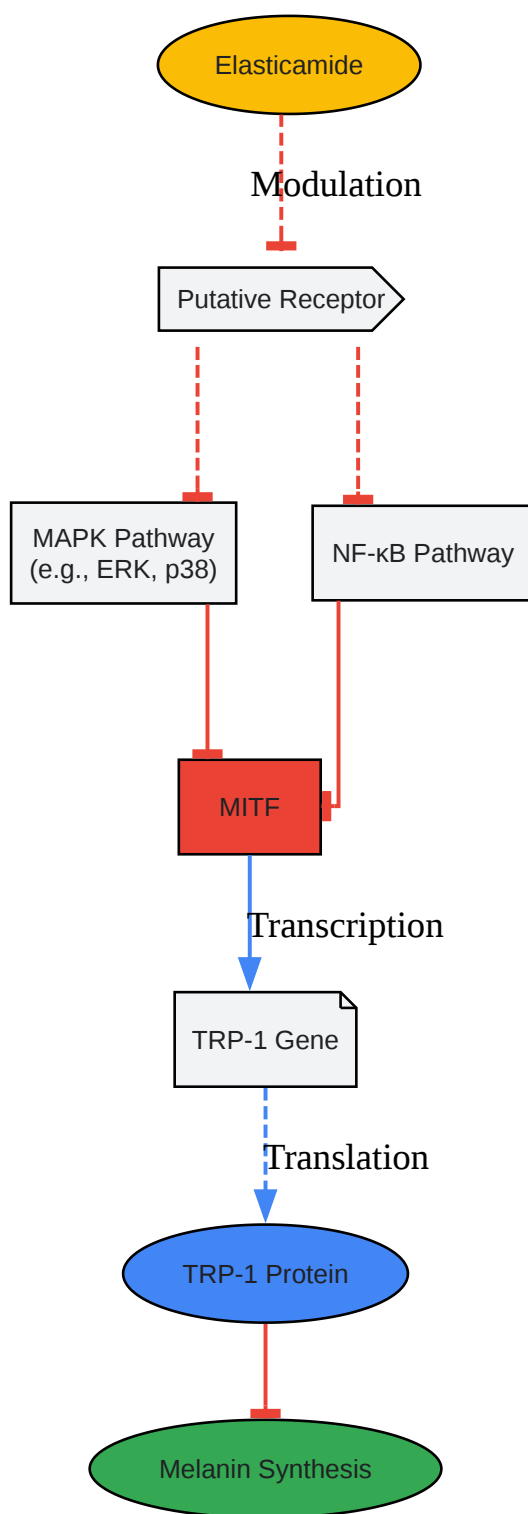 Elasticamide
Modulation
Putative Receptor
MAPK Pathway
(e.g., ERK, p38)
NF-κB Pathway
MITF
Transcription
TRP-1 Gene
Translation
TRP-1 Protein
Melanin Synthesis